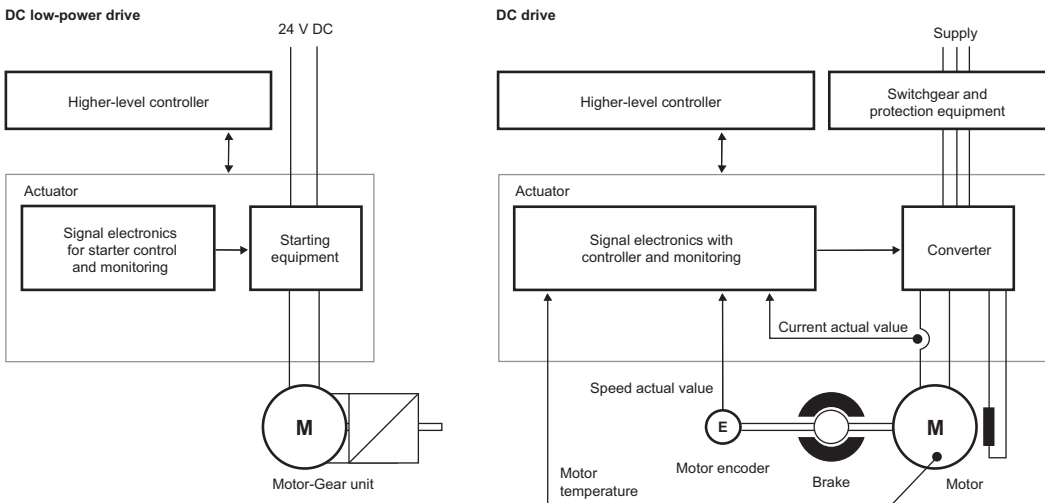 DC low-power drive
24 V DC
Higher-level controller
Actuator
Signal electronics
for starter control
and monitoring
Starting
equipment
M
Motor-Gear unit
DC drive
Supply
Higher-level controller
Switchgear and
protection equipment
Actuator
Signal electronics with
controller and monitoring
Converter
Current actual value
Speed actual value
E
M
Motor encoder
Brake
Motor
Motor
temperature